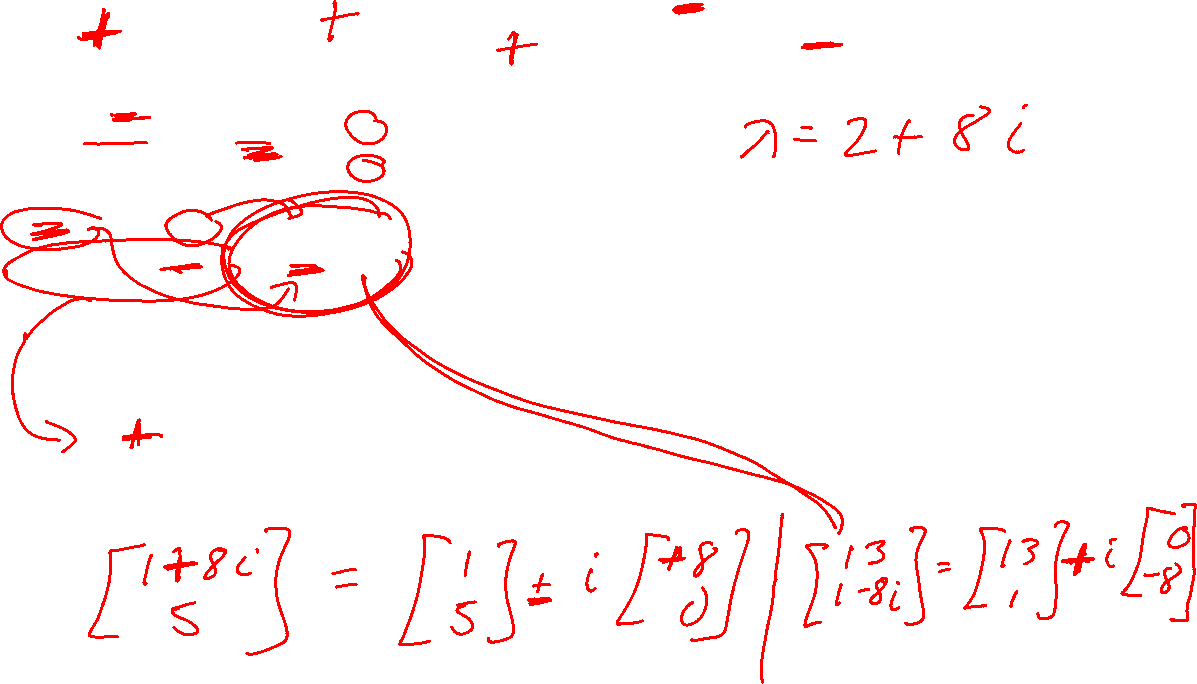 + + + - -
= =
λ = 2 + 8i
- =
+
[1+8i 5] = [1 5] ± i [+8 0] | [13 1-8i] = [13 1] + i [0 -8]